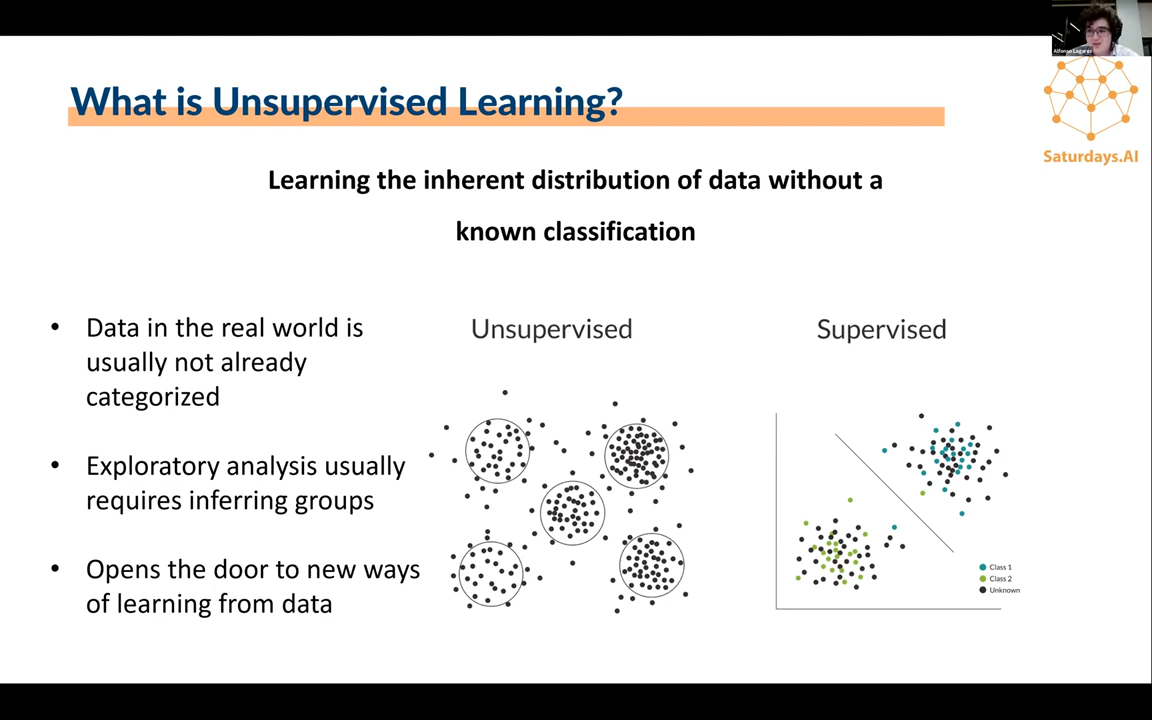 Alfonso Lagares
What is Unsupervised Learning?
Saturdays.AI
Learning the inherent distribution of data without a
known classification
• Data in the real world is
usually not already
categorized
• Exploratory analysis usually
requires inferring groups
• Opens the door to new ways
of learning from data
Unsupervised
Supervised
Class 1
Class 2
Unknown